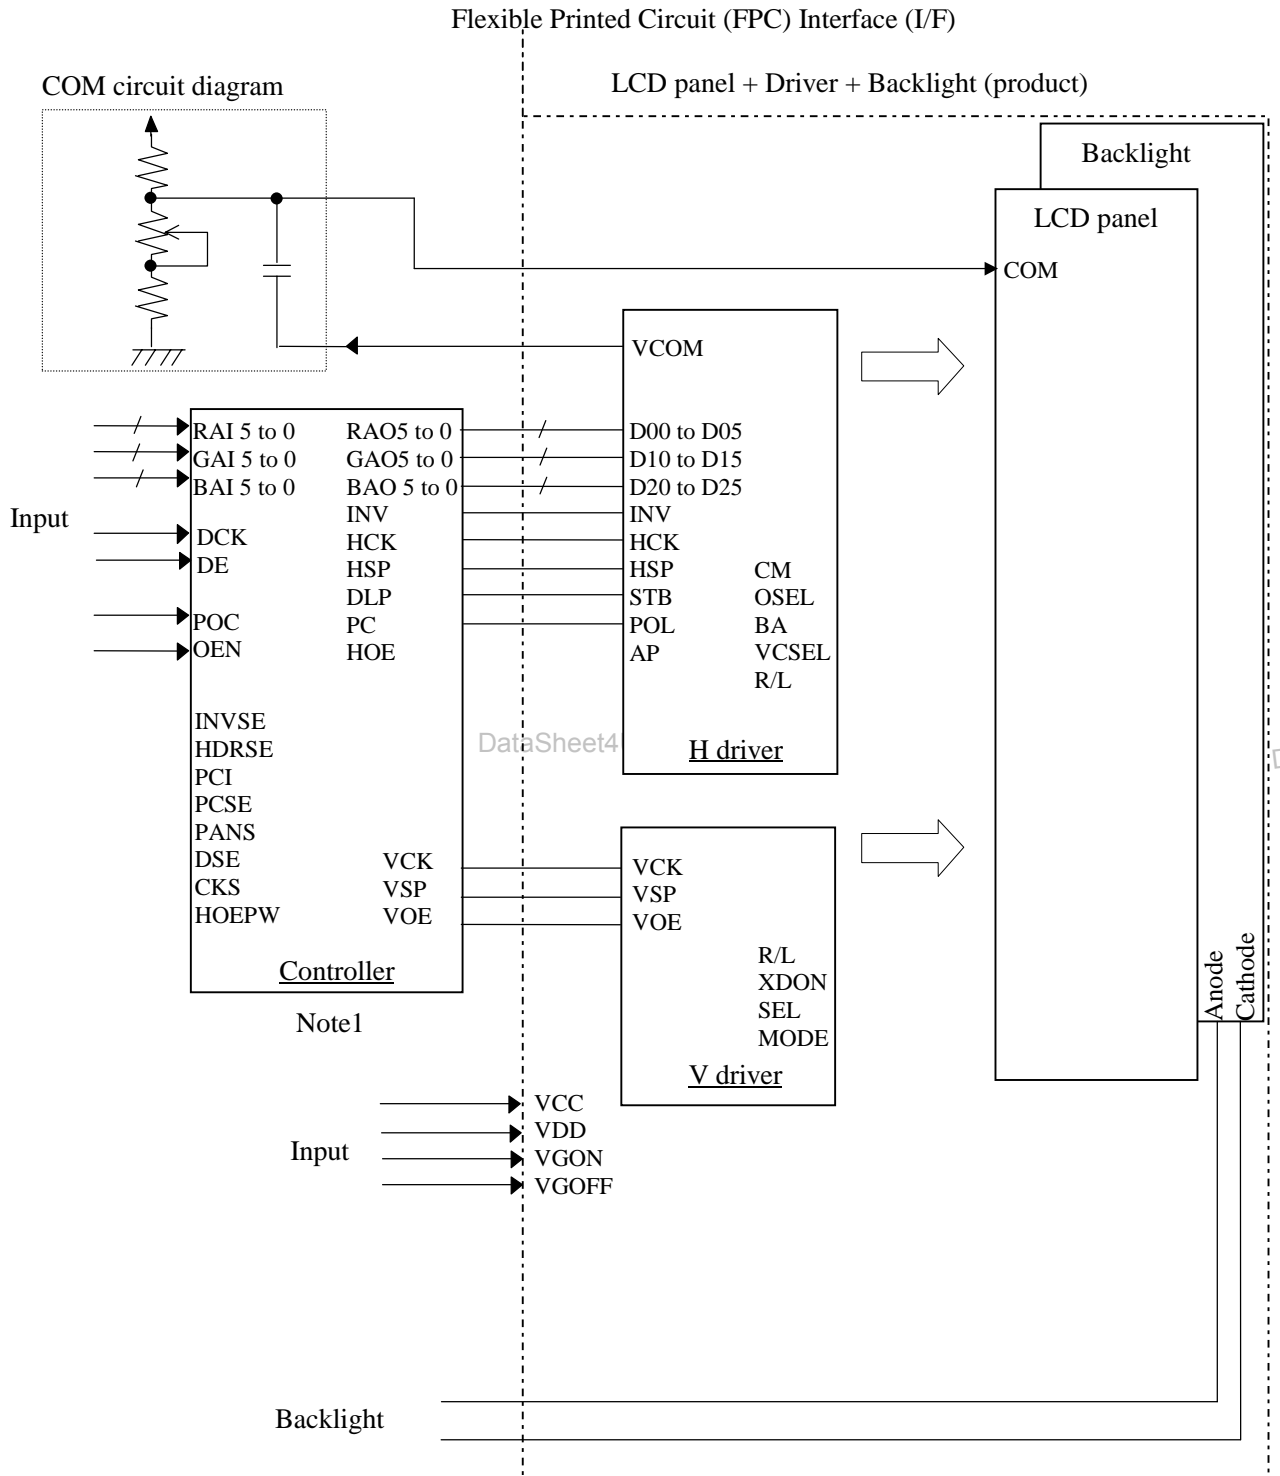 Flexible Printed Circuit (FPC) Interface (I/F)
COM circuit diagram
LCD panel + Driver + Backlight (product)
Backlight
LCD panel
COM
VCOM
Input
RAI 5 to 0
GAI 5 to 0
BAI 5 to 0
DCK
DE
POC
OEN
INVSE
HDRSE
PCI
PCSE
PANS
DSE
CKS
HOEPW
RAO5 to 0
GAO5 to 0
BAO 5 to 0
INV
HCK
HSP
DLP
PC
HOE
VCK
VSP
VOE
Controller
Note1
D00 to D05
D10 to D15
D20 to D25
INV
HCK
HSP
STB
POL
AP
CM
OSEL
BA
VCSEL
R/L
H driver
DataSheet4
VCK
VSP
VOE
R/L
XDON
SEL
MODE
V driver
Anode
Cathode
Input
VCC
VDD
VGON
VGOFF
Backlight